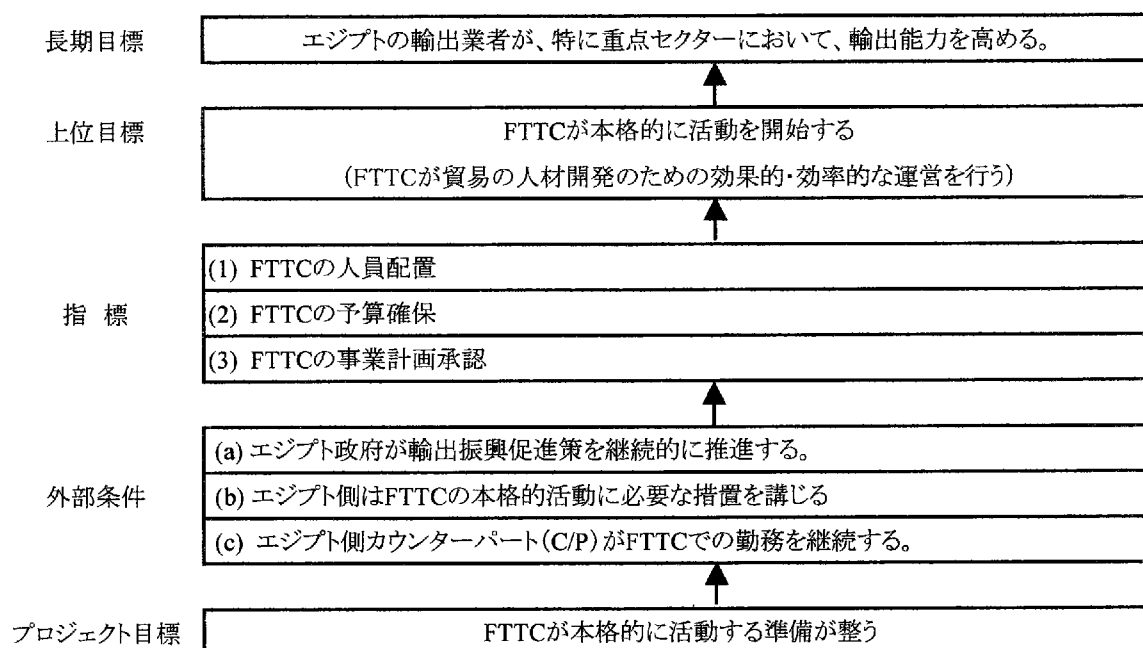 長期目標
エジプトの輸出業者が、特に重点セクターにおいて、輸出能力を高める。
上位目標
FTTCが本格的に活動を開始する
(FTTCが貿易の人材開発のための効果的・効率的な運営を行う)
指 標
(1) FTTCの人員配置
(2) FTTCの予算確保
(3) FTTCの事業計画承認
外部条件
(a) エジプト政府が輸出振興促進策を継続的に推進する。
(b) エジプト側はFTTCの本格的活動に必要な措置を講じる
(c) エジプト側カウンターパート(C/P)がFTTCでの勤務を継続する。
プロジェクト目標
FTTCが本格的に活動する準備が整う